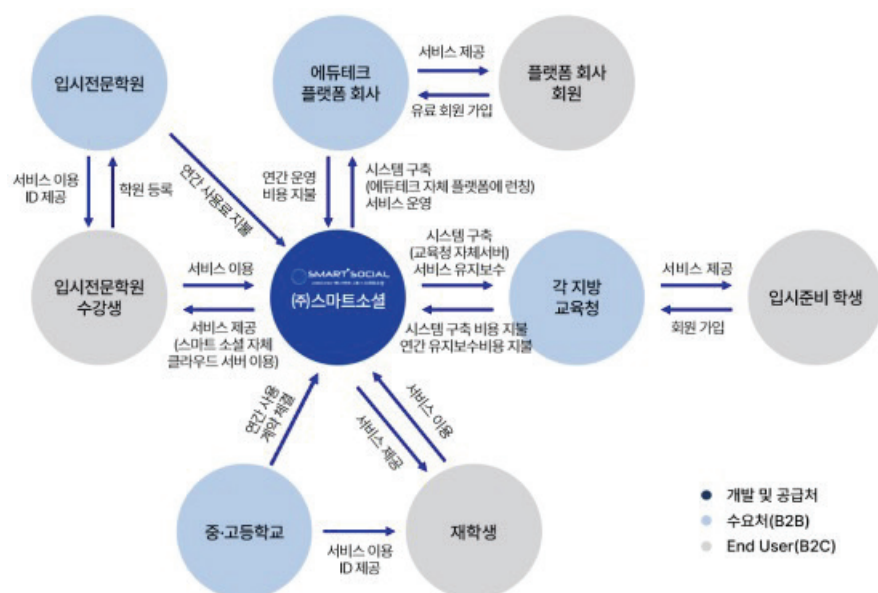 입시전문학원
에듀테크
플랫폼 회사
서비스 제공
유료 회원 가입
플랫폼 회사
회원
서비스 이용
ID 제공
학원 등록
연간 사용료 지불
연간 운영
비용 지불
시스템 구축
(에듀테크 자체 플랫폼에 런칭)
서비스 운영
입시전문학원
수강생
서비스 이용
서비스 제공
(스마트 소셜 자체
클라우드 서버 이용)
SMART SOCIAL
(주)스마트소셜
시스템 구축
(교육청 자체서버)
서비스 유지보수
시스템 구축 비용 지불
연간 유지보수비용 지불
각 지방
교육청
서비스 제공
회원 가입
입시준비 학생
연간 사용
계약 체결
서비스 제공
서비스 이용
중·고등학교
서비스 이용
ID 제공
재학생
개발 및 공급처
수요처(B2B)
End User(B2C)